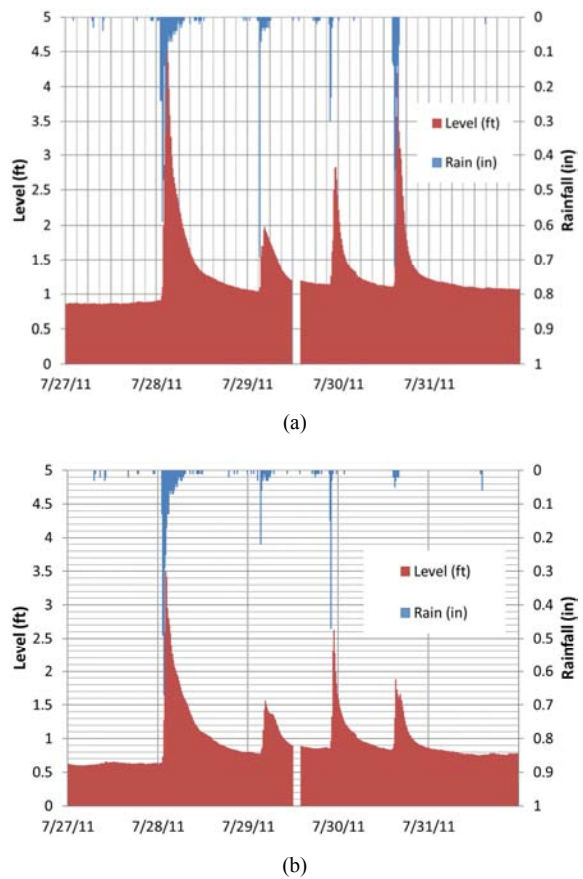 5 0
4.5 0.1
4 0.2
3.5 0.3
3 0.4
2.5 0.5
2 0.6
1.5 0.7
1 0.8
0.5 0.9
0 1
Level (ft)
Rainfall (in)
Level (ft)
Rain (in)
7/27/11 7/28/11 7/29/11 7/30/11 7/31/11
(a)
5 0
4.5 0.1
4 0.2
3.5 0.3
3 0.4
2.5 0.5
2 0.6
1.5 0.7
1 0.8
0.5 0.9
0 1
Level (ft)
Rainfall (in)
Level (ft)
Rain (in)
7/27/11 7/28/11 7/29/11 7/30/11 7/31/11
(b)